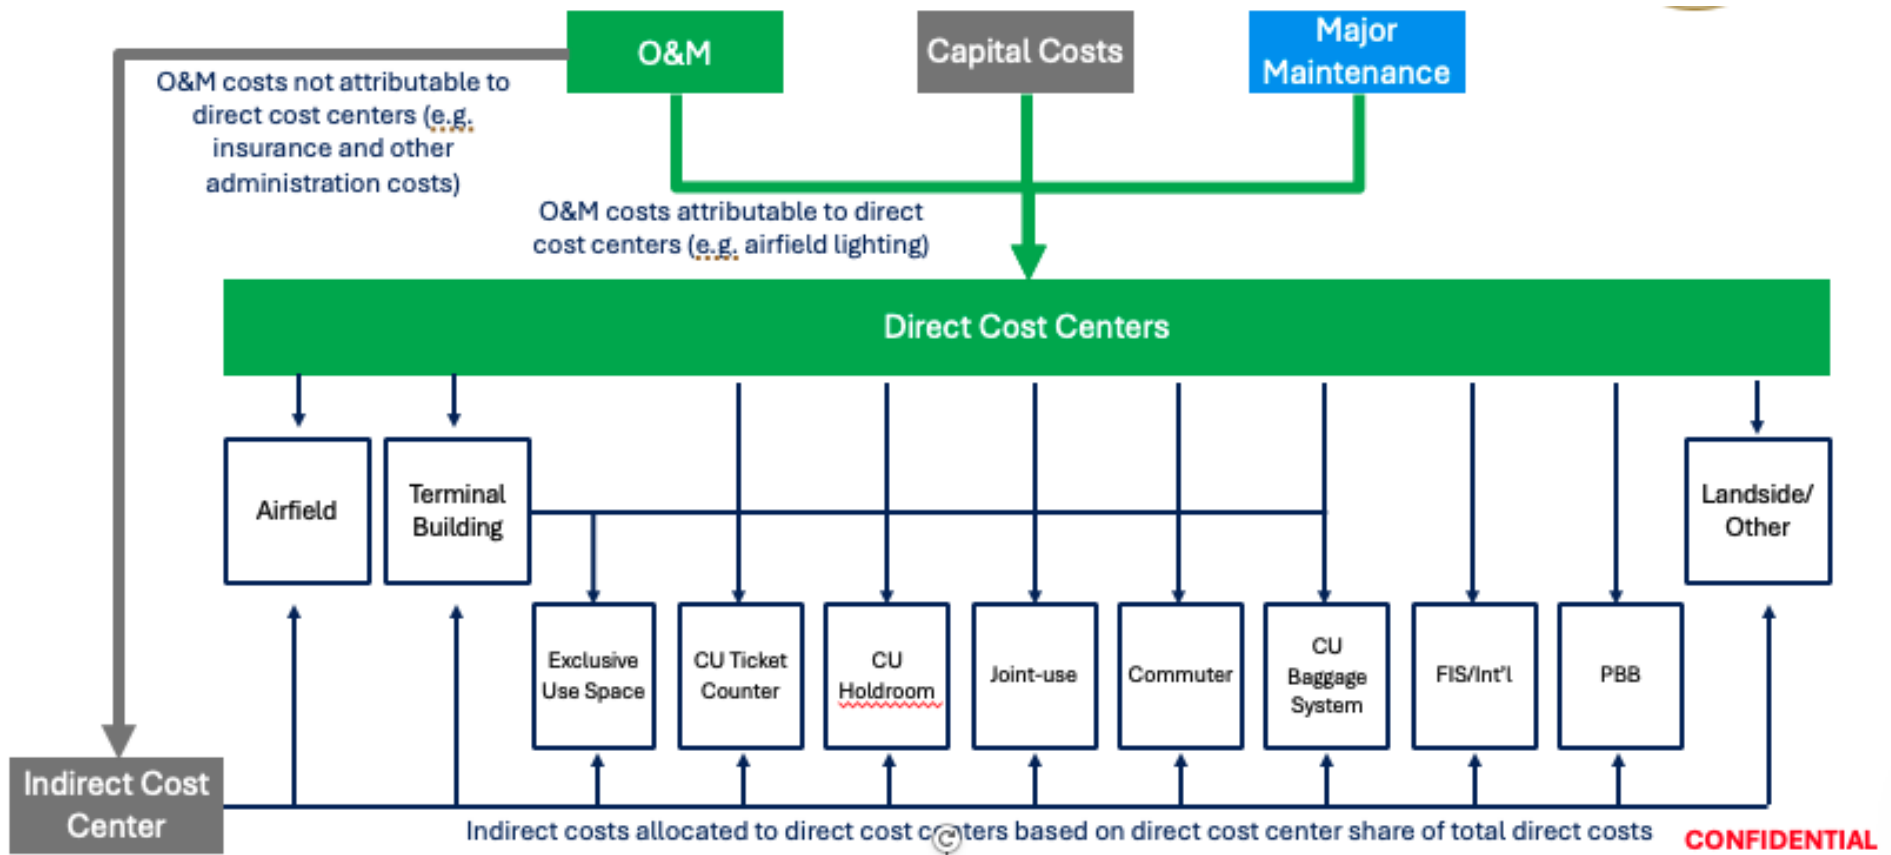 O&M
Capital Costs
Major
Maintenance
O&M costs not attributable to
direct cost centers (e.g.
insurance and other
administration costs)
O&M costs attributable to direct
cost centers (e.g. airfield lighting)
Direct Cost Centers
Airfield
Terminal
Building
Landside/
Other
Exclusive
Use Space
CU Ticket
Counter
CU
Holdroom
Joint-use
Commuter
CU
Baggage
System
FIS/Int'l
PBB
Indirect Cost
Center
Indirect costs allocated to direct cost centers based on direct cost center share of total direct costs
CONFIDENTIAL